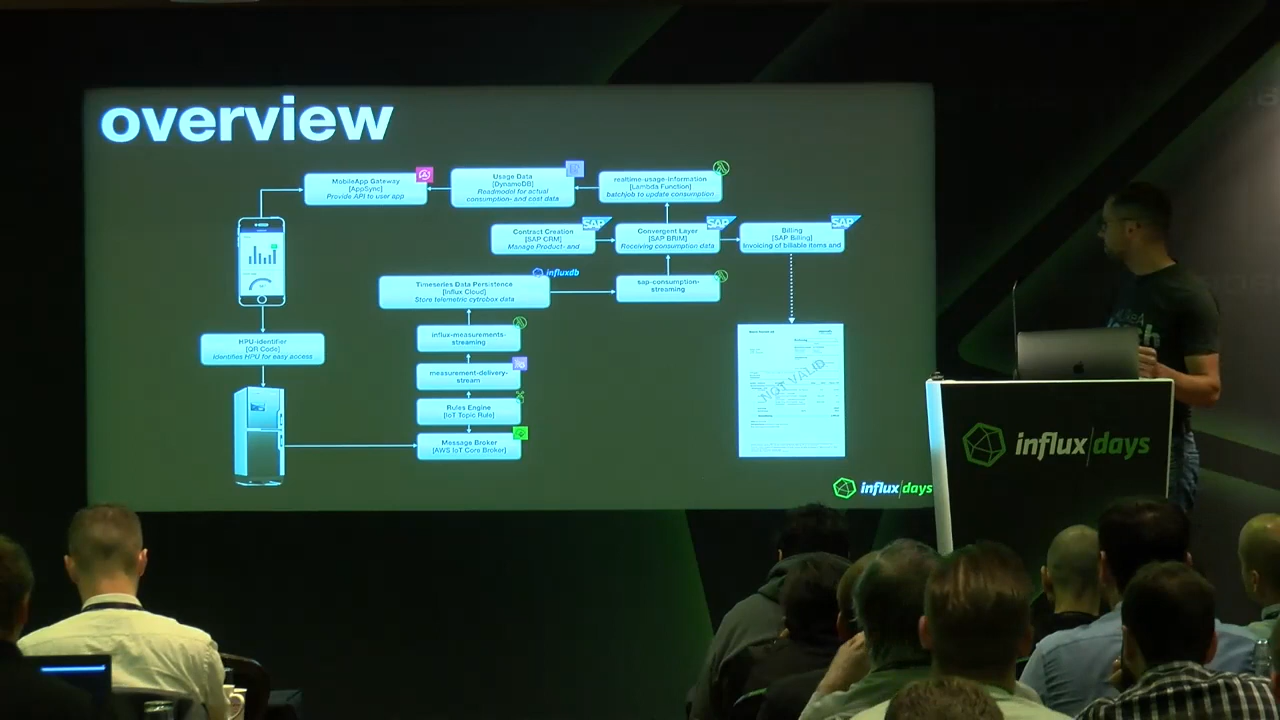 overview
MobileApp Gateway
[AppSync]
Provide API to user app
Usage Data
[DynamoDB]
Readmodel for actual
consumption- and cost data
realtime-usage-information
[Lambda Function]
batchjob to update consumption
SAP
Contract Creation
[SAP CRM]
Manage Product- and
SAP
Convergent Layer
[SAP BRIM]
Receiving consumption data
SAP
Billing
[SAP Billing]
Invoicing of billable items and
influxdb
Timeseries Data Persistence
[Influx Cloud]
Store telemetric cytrobox data
sap-consumption-
streaming
HPU-identifier
[QR Code]
Identifies HPU for easy access
influx-measurements-
streaming
measurement-delivery-
stream
Rules Engine
[IoT Topic Rule]
Message Broker
[AWS IoT Core Broker]
NOT VALID
influx|days
influx|days